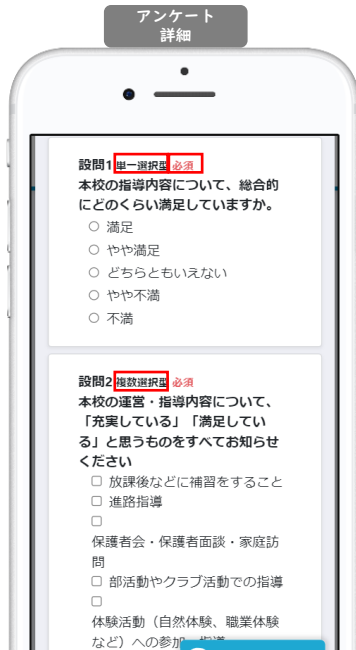 アンケート
詳細
設問1 単一選択型 必須
本校の指導内容について、総合的
にどのくらい満足していますか。
満足
やや満足
どちらともいえない
やや不満
不満
設問2 複数選択型 必須
本校の運営・指導内容について、
「充実している」「満足してい
る」と思うものをすべてお知らせ
ください
放課後などに補習をすること
進路指導
保護者会・保護者面談・家庭訪
問
部活動やクラブ活動での指導
体験活動（自然体験、職業体験
など）への参加